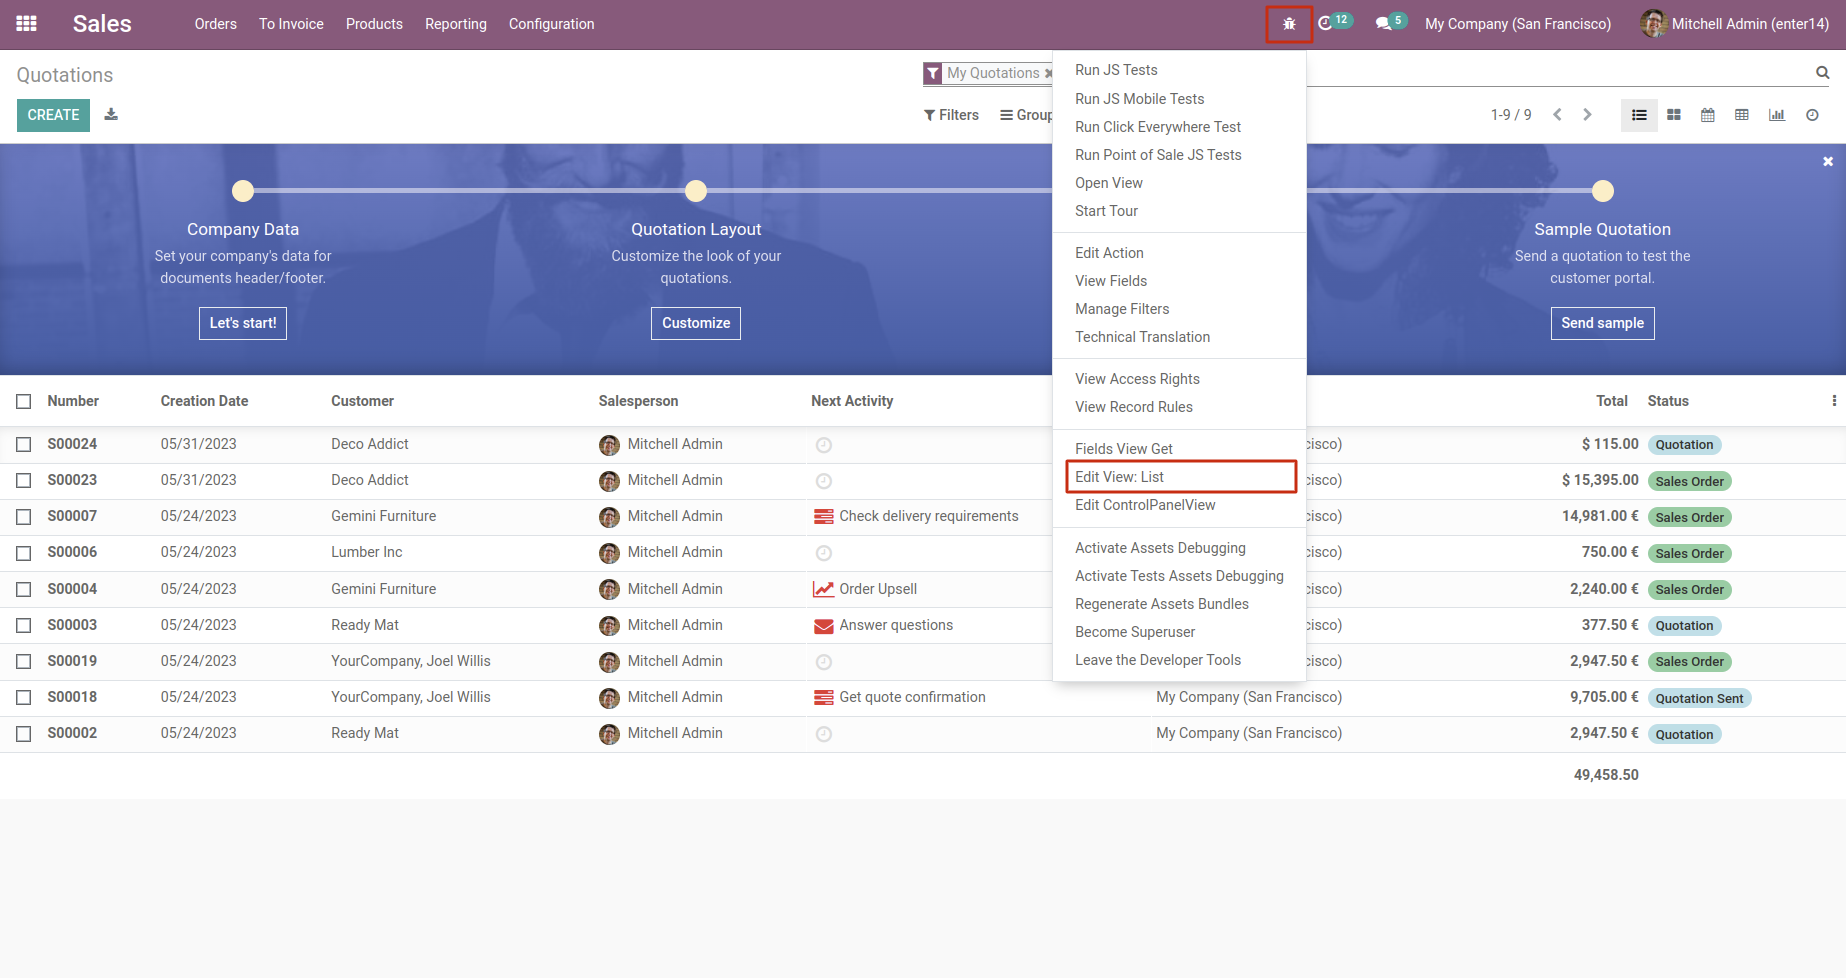 Sales
Orders
To Invoice
Products
Reporting
Configuration
12
5
My Company (San Francisco)
Mitchell Admin (enter14)
Quotations
My Quotations
CREATE
Filters
Group
1-9 / 9
Run JS Tests
Run JS Mobile Tests
Run Click Everywhere Test
Run Point of Sale JS Tests
Open View
Start Tour
Edit Action
View Fields
Manage Filters
Technical Translation
View Access Rights
View Record Rules
Fields View Get
Edit View: List
Edit ControlPanelView
Activate Assets Debugging
Activate Tests Assets Debugging
Regenerate Assets Bundles
Become Superuser
Leave the Developer Tools
Company Data
Set your company's data for
documents header/footer.
Let's start!
Quotation Layout
Customize the look of your
quotations.
Customize
Sample Quotation
Send a quotation to test the
customer portal.
Send sample
Number Creation Date Customer Salesperson Next Activity Total Status
S00024 05/31/2023 Deco Addict Mitchell Admin cisco) $ 115.00 Quotation
S00023 05/31/2023 Deco Addict Mitchell Admin cisco) $ 15,395.00 Sales Order
S00007 05/24/2023 Gemini Furniture Mitchell Admin Check delivery requirements cisco) 14,981.00 € Sales Order
S00006 05/24/2023 Lumber Inc Mitchell Admin cisco) 750.00 € Sales Order
S00004 05/24/2023 Gemini Furniture Mitchell Admin Order Upsell cisco) 2,240.00 € Sales Order
S00003 05/24/2023 Ready Mat Mitchell Admin Answer questions cisco) 377.50 € Quotation
S00019 05/24/2023 YourCompany, Joel Willis Mitchell Admin cisco) 2,947.50 € Sales Order
S00018 05/24/2023 YourCompany, Joel Willis Mitchell Admin Get quote confirmation My Company (San Francisco) 9,705.00 € Quotation Sent
S00002 05/24/2023 Ready Mat Mitchell Admin My Company (San Francisco) 2,947.50 € Quotation
49,458.50